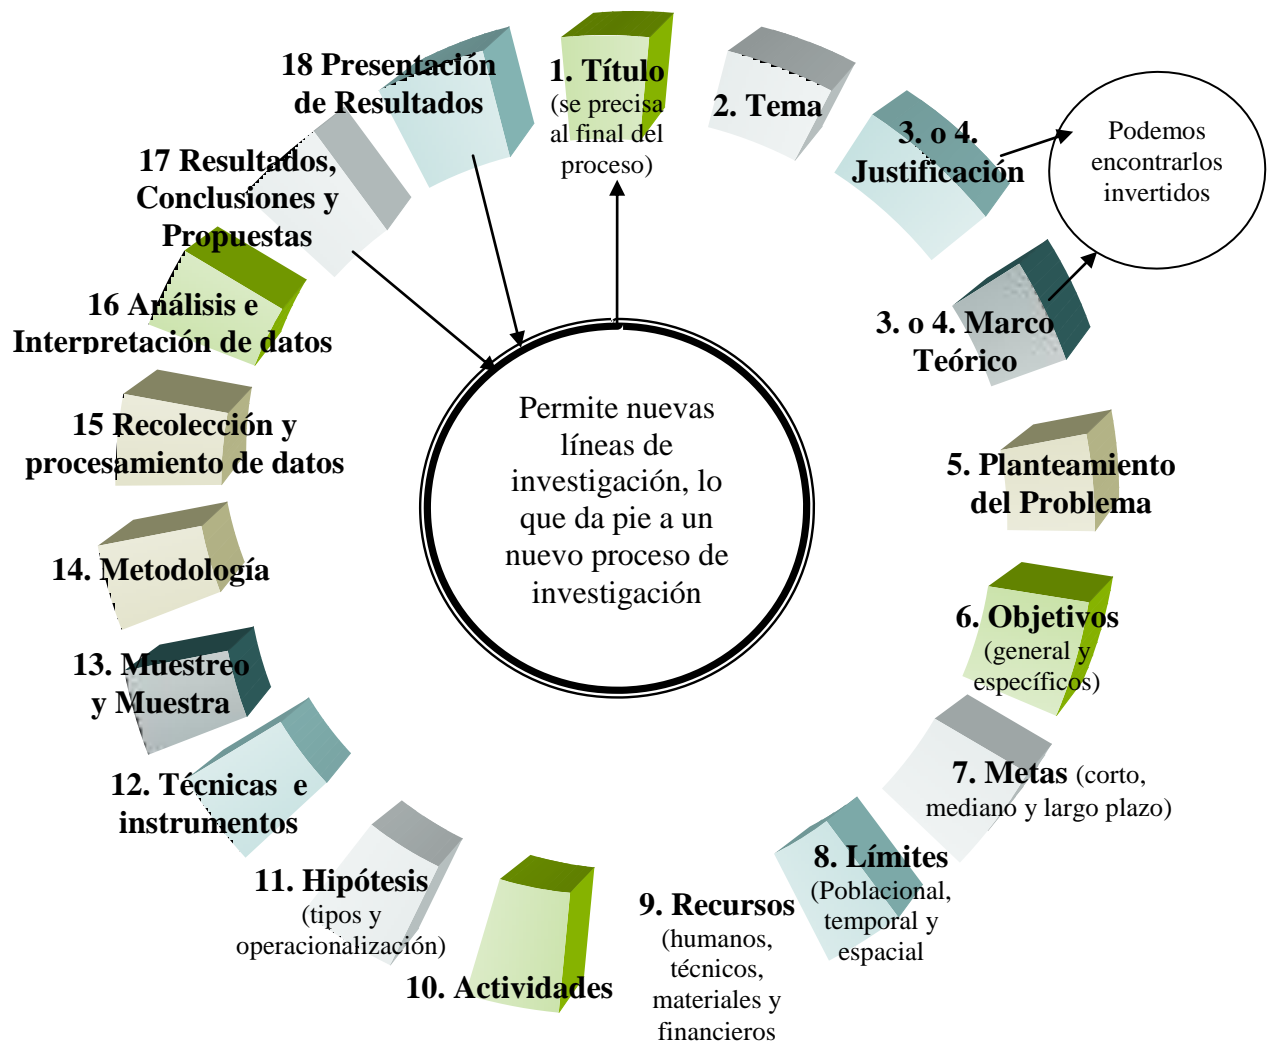 1. Título
(se precisa
al final del
proceso)
2. Tema
3. o 4.
Justificación
Podemos
encontrarlos
invertidos
3. o 4. Marco
Teórico
5. Planteamiento
del Problema
6. Objetivos
(general y
específicos)
7. Metas (corto,
mediano y largo plazo)
8. Límites
(Poblacional,
temporal y
espacial
9. Recursos
(humanos,
técnicos,
materiales y
financieros
10. Actividades
11. Hipótesis
(tipos y
operacionalización)
12. Técnicas e
instrumentos
13. Muestreo
y Muestra
14. Metodología
15 Recolección y
procesamiento de datos
16 Análisis e
Interpretación de datos
17 Resultados,
Conclusiones y
Propuestas
18 Presentación
de Resultados
Permite nuevas
líneas de
investigación, lo
que da pie a un
nuevo proceso de
investigación